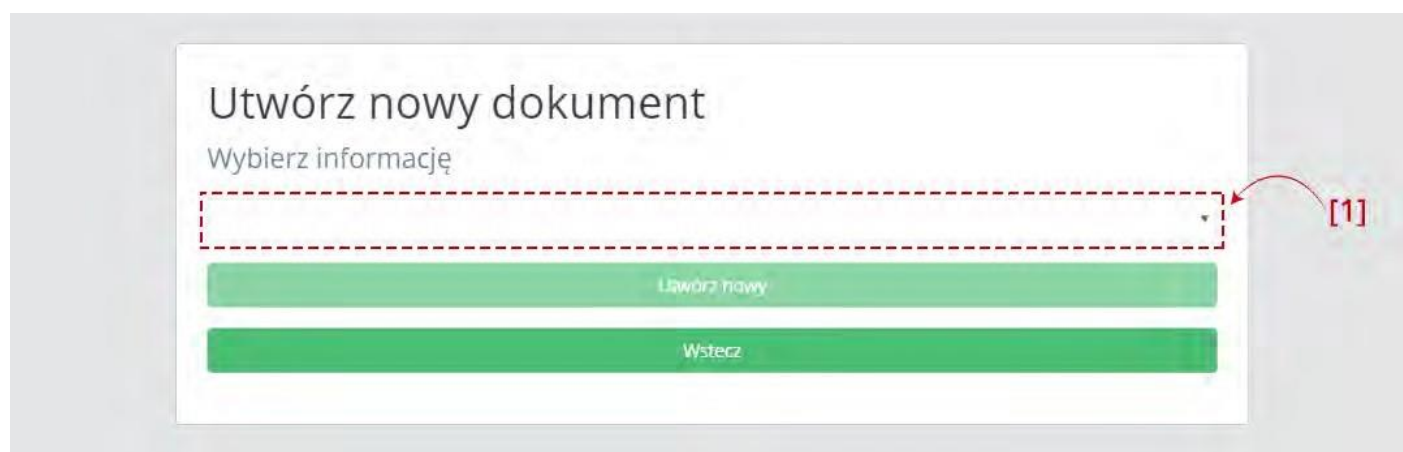 Utwórz nowy dokument
Wybierz informację
[1]
Utwórz nowy
Wstecz